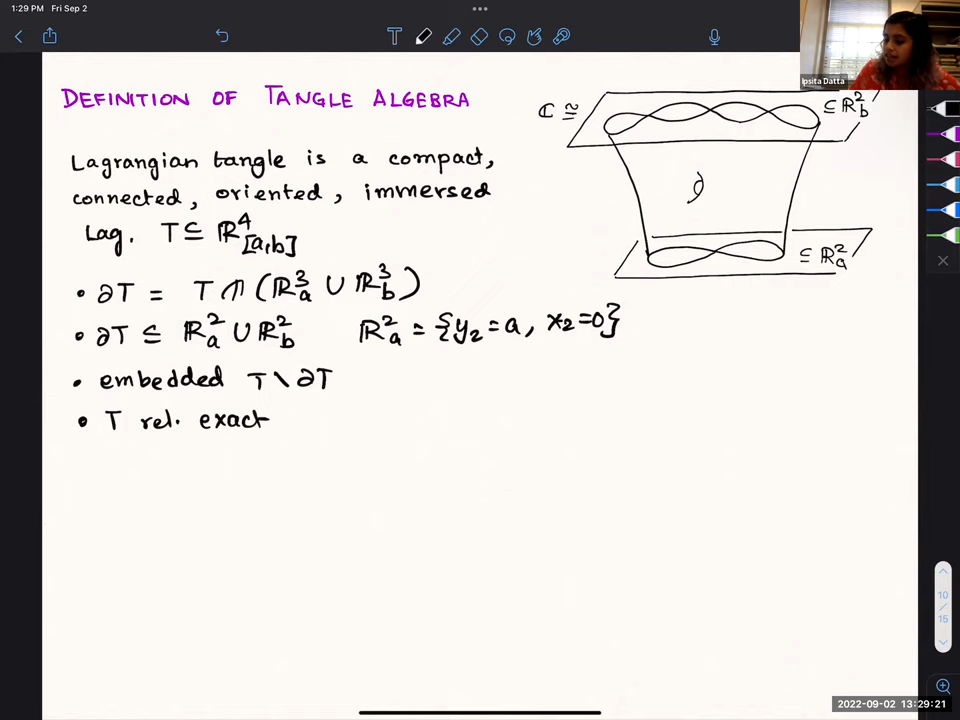 1:29 PM Fri Sep 2
Ipsita Datta
DEFINITION OF TANGLE ALGEBRA
ℂ ≅
⊆ ℝ²_b
Lagrangian tangle is a compact,
connected, oriented, immersed
Lag. T ⊆ ℝ⁴_[a,b]
⊆ ℝ²_a
• ∂T = T ⋔ (ℝ³_a ∪ ℝ³_b)
• ∂T ⊆ ℝ²_a ∪ ℝ²_b ℝ²_a = {y₂=a, x₂=0}
• embedded T \ ∂T
• T rel. exact
10
/
15
2022-09-02 13:29:21